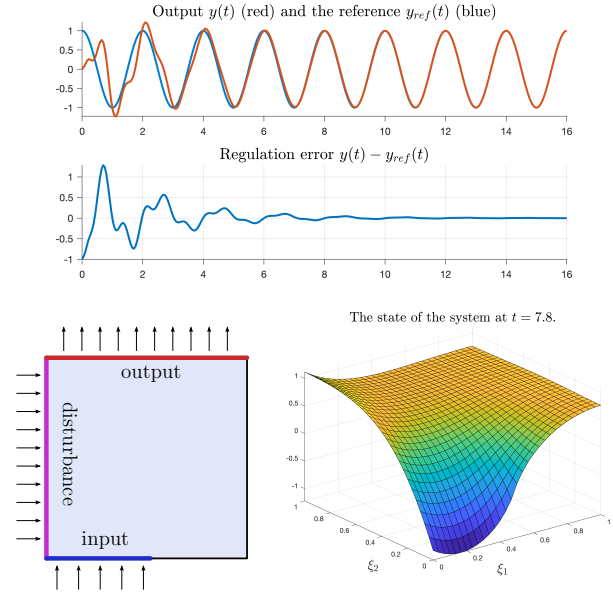 Output y(t) (red) and the reference y_ref(t) (blue)
1
0.5
0
-0.5
-1
0 2 4 6 8 10 12 14 16
Regulation error y(t) − y_ref(t)
1
0.5
0
-0.5
-1
0 2 4 6 8 10 12 14 16
output
disturbance
input
The state of the system at t = 7.8.
1
0.5
0
-0.5
-1
0.8
0.6
0.4
0.2
0
ξ₂
0
0.2
0.4
0.6
0.8
1
ξ₁